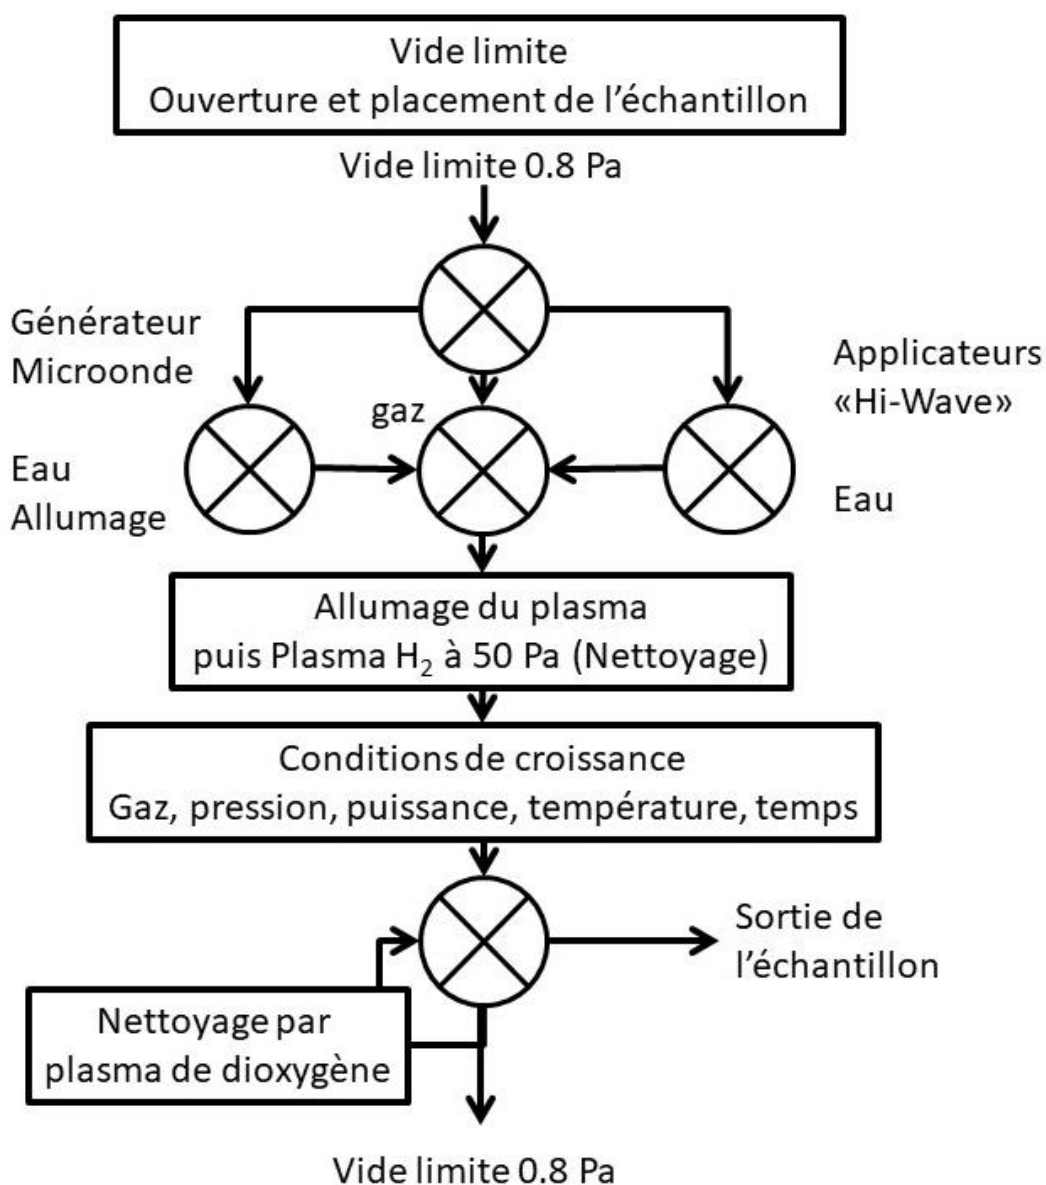 Vide limite
Ouverture et placement de l’échantillon
Vide limite 0.8 Pa
Générateur
Microonde
Applicateurs
«Hi-Wave»
gaz
Eau
Allumage
Eau
Allumage du plasma
puis Plasma H₂ à 50 Pa (Nettoyage)
Conditions de croissance
Gaz, pression, puissance, température, temps
Sortie de
l’échantillon
Nettoyage par
plasma de dioxygène
Vide limite 0.8 Pa